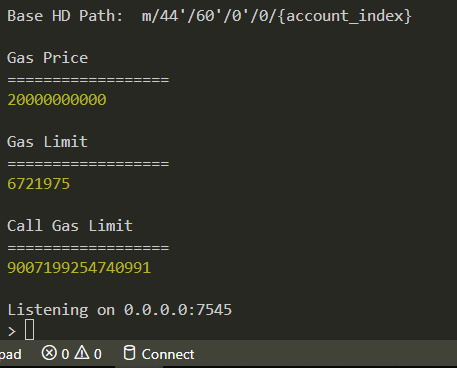 Base HD Path:  m/44'/60'/0'/0/{account_index}
Gas Price
==================
20000000000
Gas Limit
==================
6721975
Call Gas Limit
==================
9007199254740991
Listening on 0.0.0.0:7545
>
pad 0 0 Connect